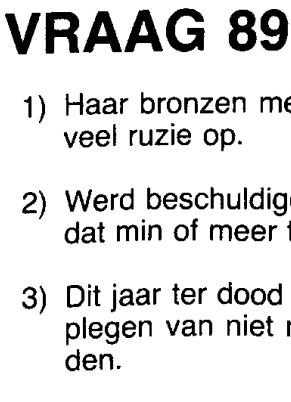 VRAAG 89
1) Haar bronzen me
veel ruzie op.
2) Werd beschuldig
dat min of meer
3) Dit jaar ter dood
plegen van niet
den.